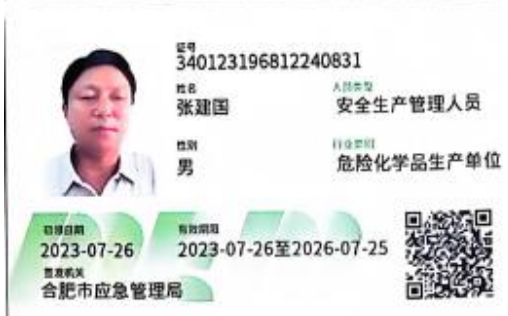 证号
340123196812240831
姓名 人员类型
张建国 安全生产管理人员
性别 行业类别
男 危险化学品生产单位
初领日期 有效期限
2023-07-26 2023-07-26至2026-07-25
签发机关
合肥市应急管理局